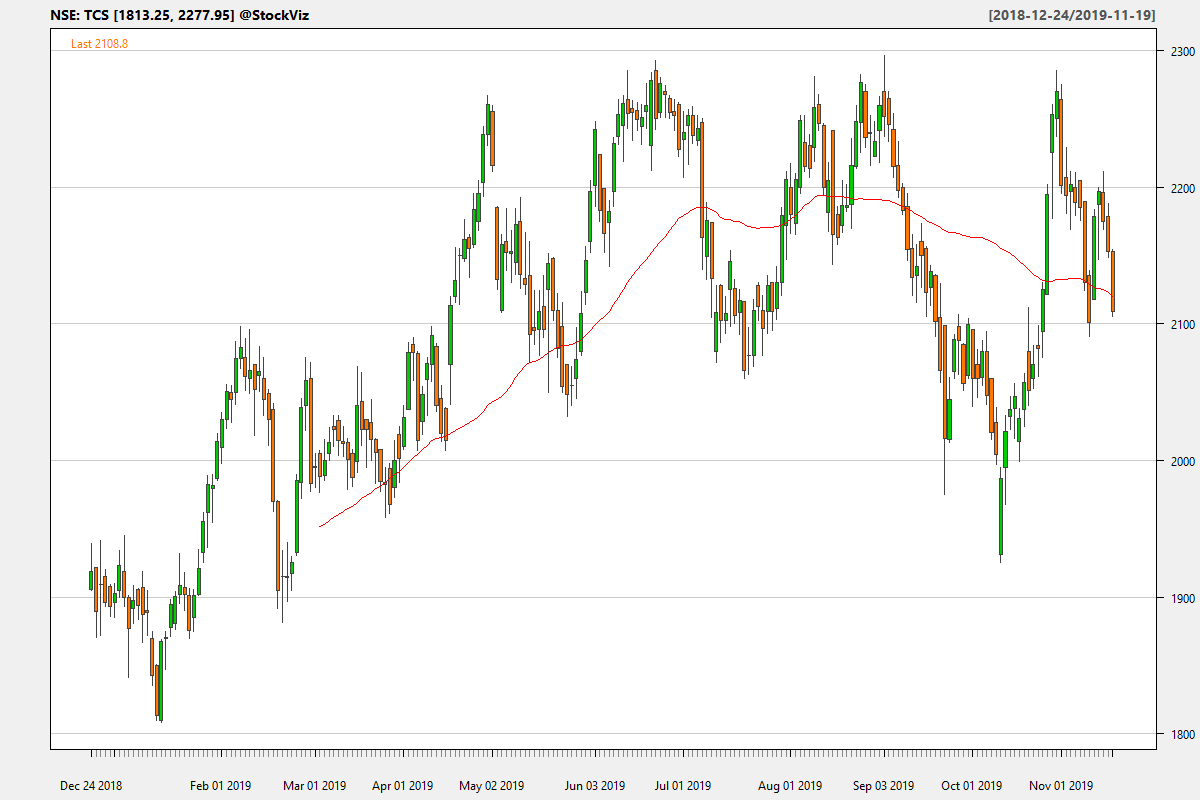 NSE: TCS [1813.25, 2277.95] @StockViz
[2018-12-24/2019-11-19]
Last 2108.8
2300
2200
2100
2000
1900
1800
Dec 24 2018 Feb 01 2019 Mar 01 2019 Apr 01 2019 May 02 2019 Jun 03 2019 Jul 01 2019 Aug 01 2019 Sep 03 2019 Oct 01 2019 Nov 01 2019